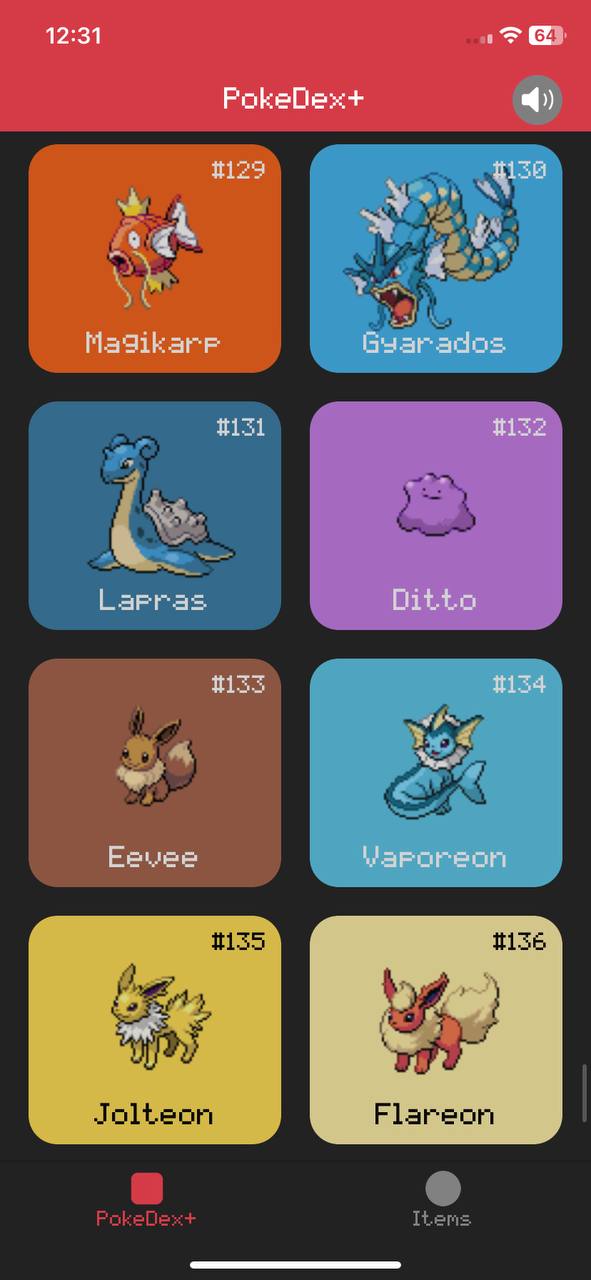 12:31
64
PokeDex+
#129
#130
Magikarp
Gyarados
#131
#132
Lapras
Ditto
#133
#134
Eevee
Vaporeon
#135
#136
Jolteon
Flareon
PokeDex+
Items